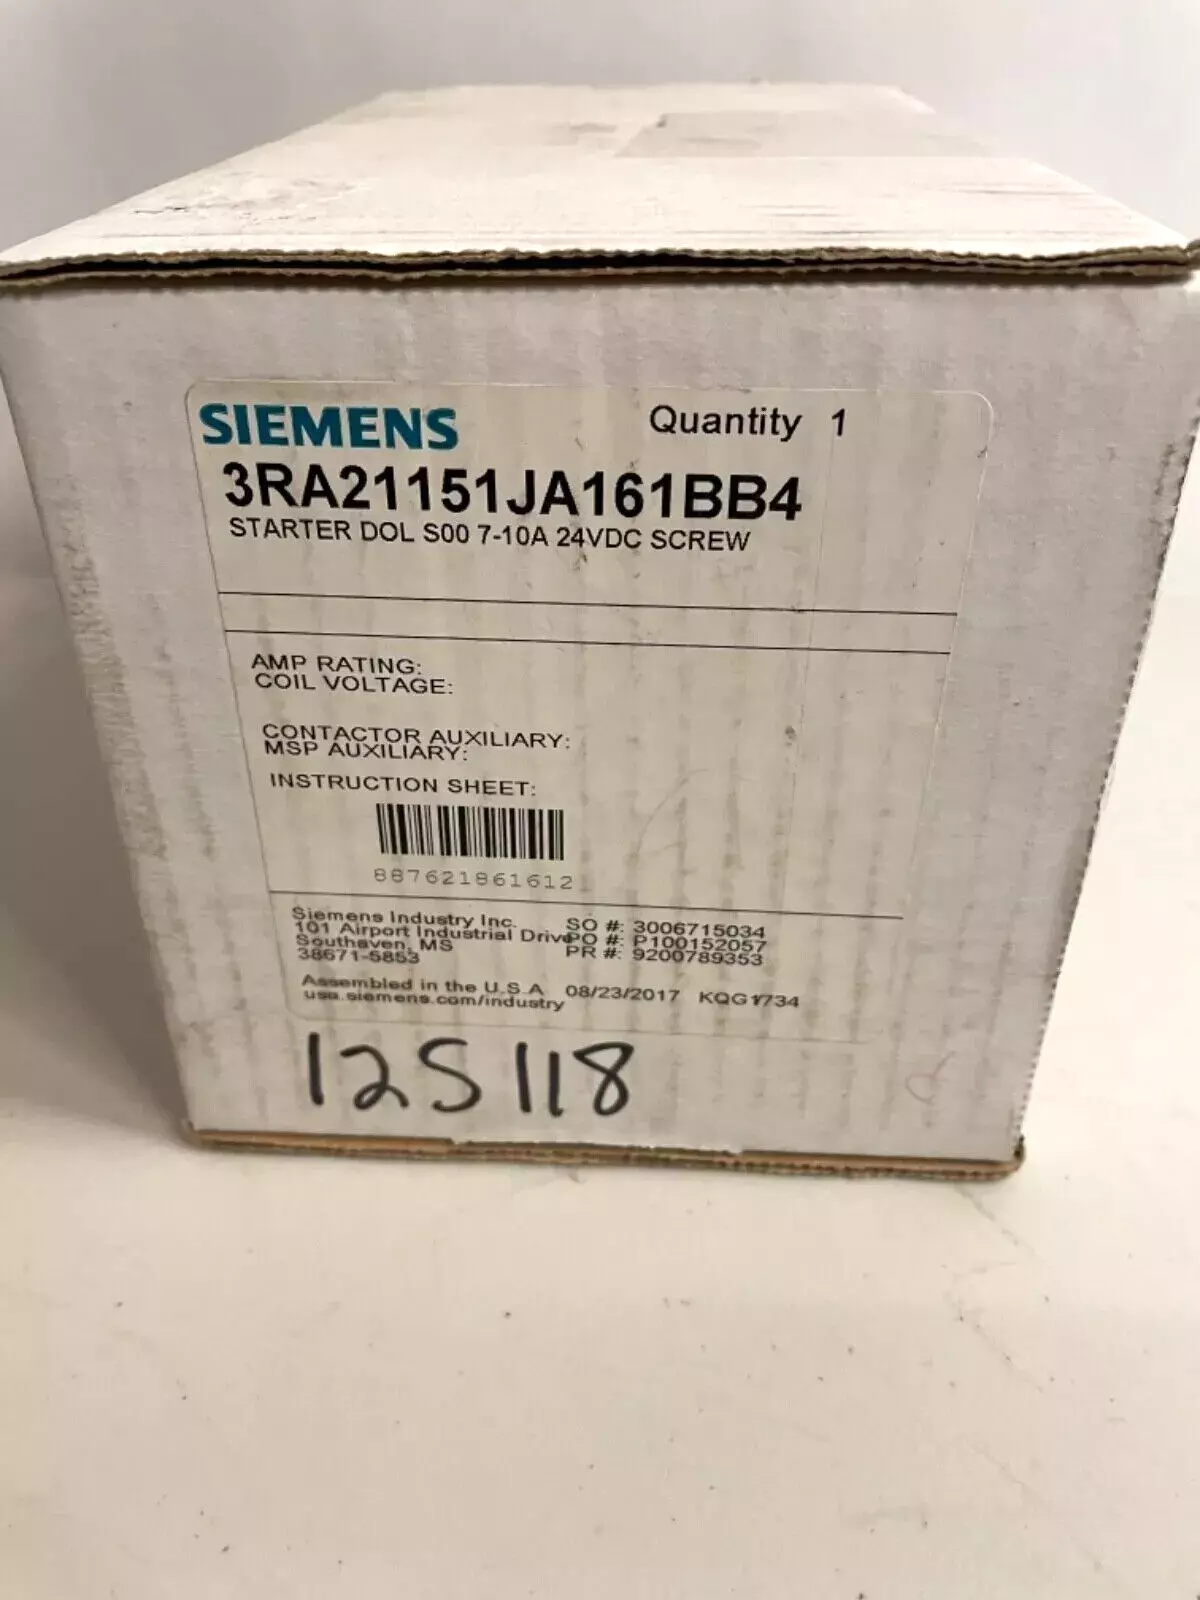 SIEMENS Quantity 1
3RA21151JA161BB4
STARTER DOL S00 7-10A 24VDC SCREW
AMP RATING:
COIL VOLTAGE:
CONTACTOR AUXILIARY:
MSP AUXILIARY:
INSTRUCTION SHEET:
887621861612
Siemens Industry Inc. SO #: 3006715034
101 Airport Industrial Drive PO #: P100152057
Southaven, MS PR #: 9200789353
38671-5853
Assembled in the U.S.A 08/23/2017 KQG1734
usa.siemens.com/industry
125118